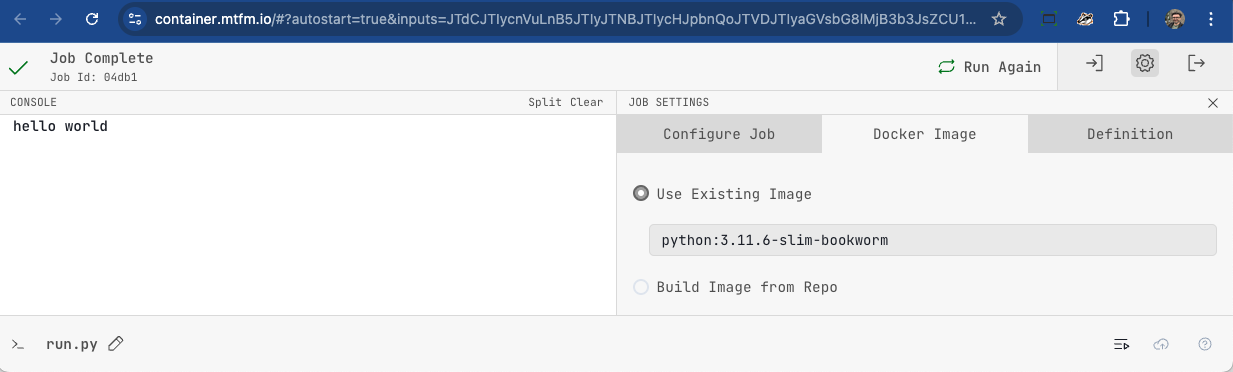 container.mtfm.io/#?autostart=true&inputs=JTdCJTIycnVuLnB5JTIyJTNBJTIycHJpbnQoJTVDJTIyaGVsbG8lMjB3b3JsZCU1...
Job Complete
Job Id: 04db1
Run Again
CONSOLE
Split Clear
hello world
JOB SETTINGS
Configure Job
Docker Image
Definition
Use Existing Image
python:3.11.6-slim-bookworm
Build Image from Repo
run.py